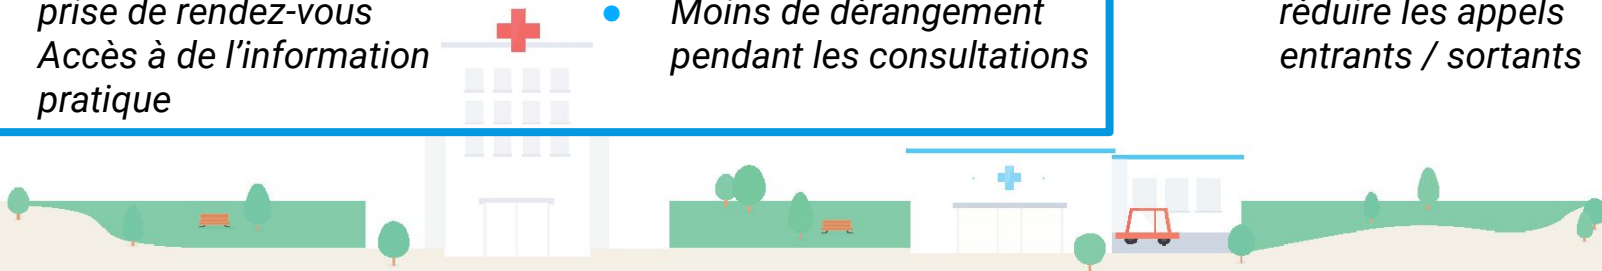 prise de rendez-vous
Accès à de l’information
pratique
Moins de dérangement
pendant les consultations
réduire les appels
entrants / sortants